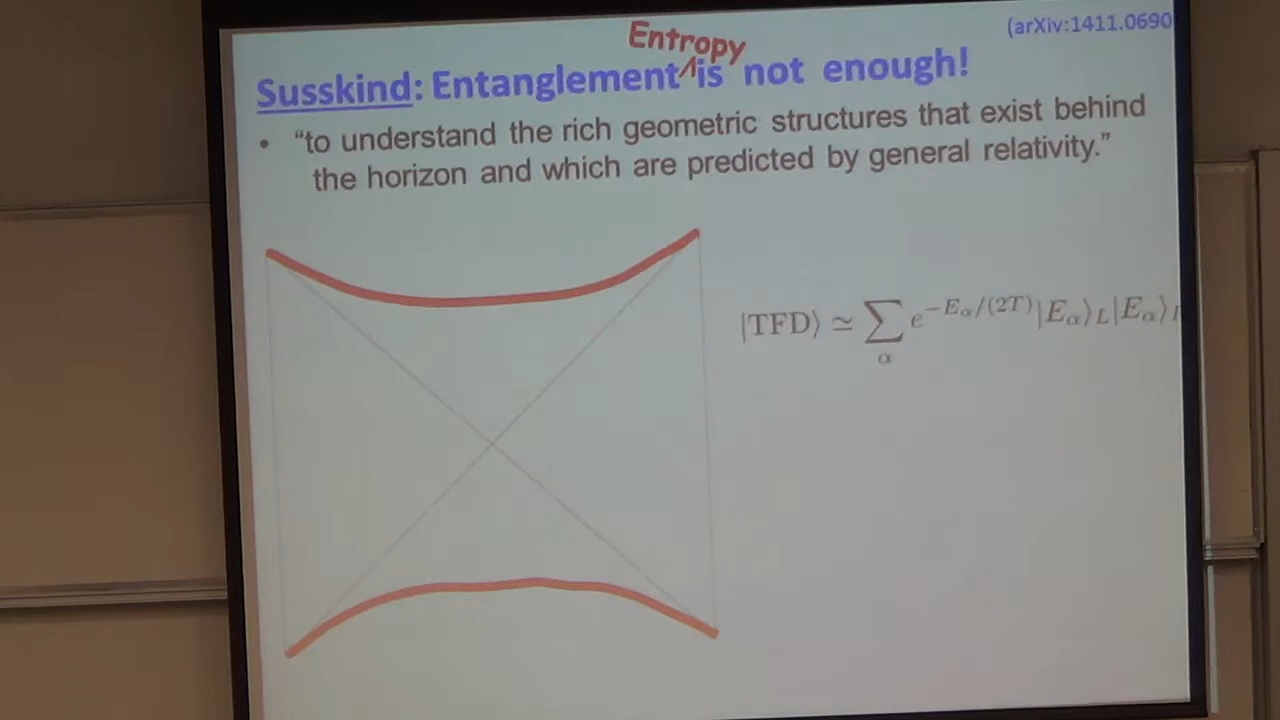 (arXiv:1411.0690
Entropy
Susskind: Entanglement ^ is not enough!
• “to understand the rich geometric structures that exist behind
the horizon and which are predicted by general relativity.”
|TFD⟩ ≃ ∑_α e^{−E_α/(2T)} |E_α⟩_L |E_α⟩